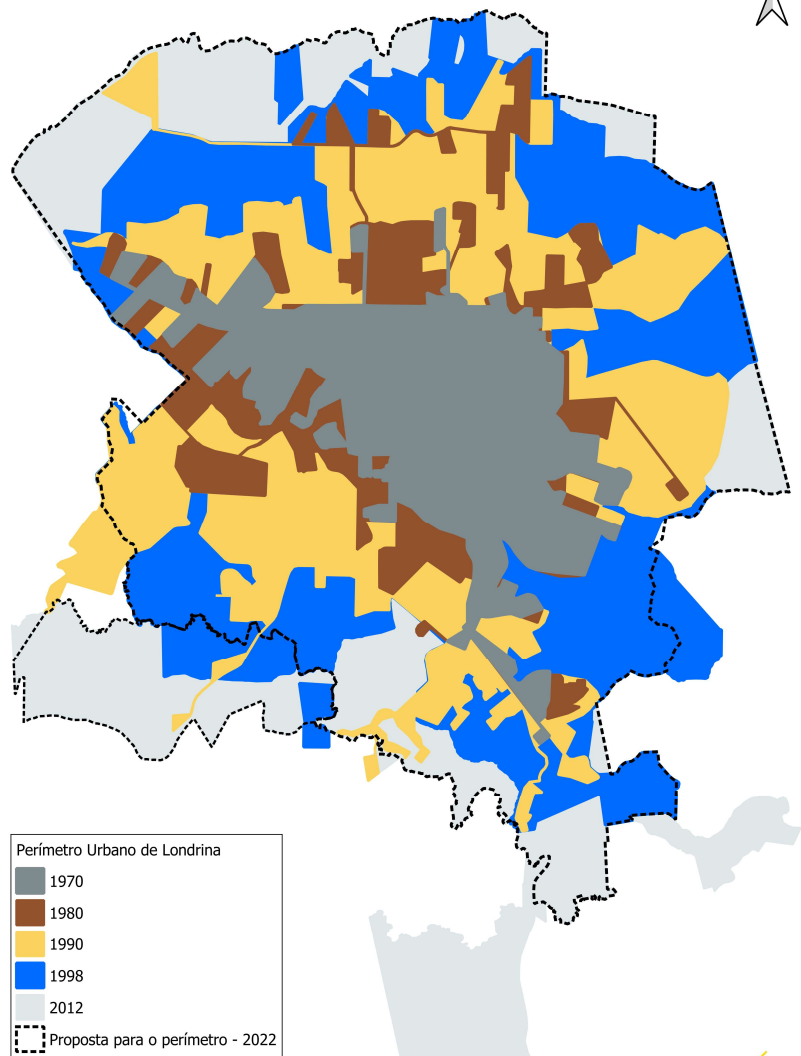 Perímetro Urbano de Londrina
1970
1980
1990
1998
2012
Proposta para o perímetro - 2022